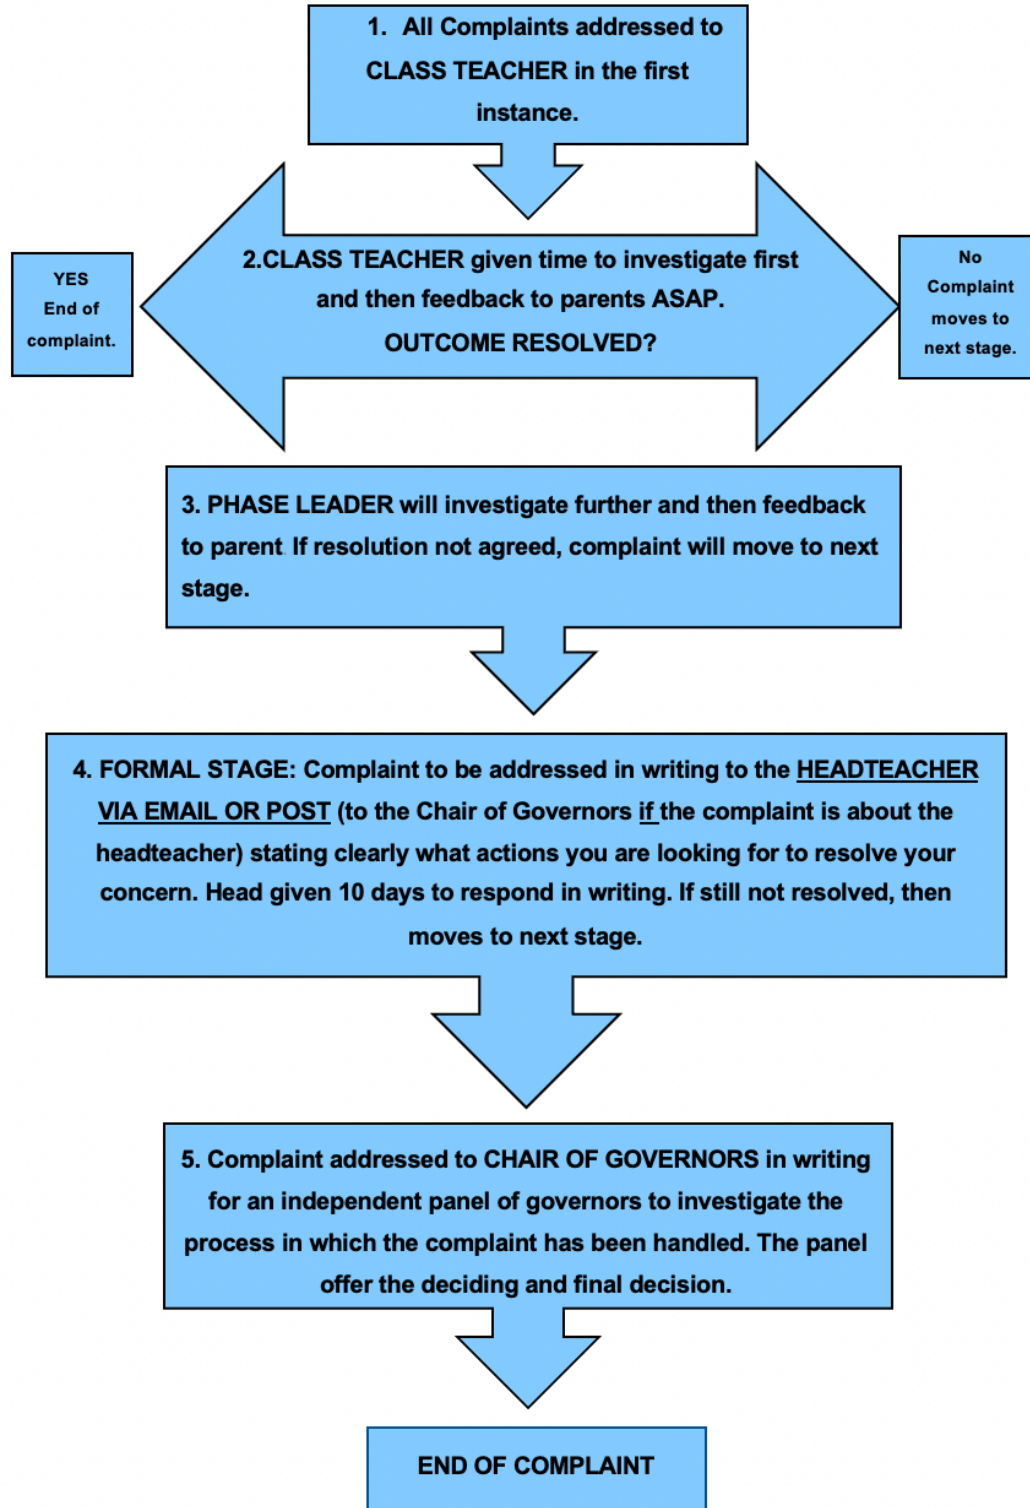 1. All Complaints addressed to
CLASS TEACHER in the first
instance.
2.CLASS TEACHER given time to investigate first
and then feedback to parents ASAP.
OUTCOME RESOLVED?
YES
End of
complaint.
No
Complaint
moves to
next stage.
3. PHASE LEADER will investigate further and then feedback
to parent. If resolution not agreed, complaint will move to next
stage.
4. FORMAL STAGE: Complaint to be addressed in writing to the HEADTEACHER
VIA EMAIL OR POST (to the Chair of Governors if the complaint is about the
headteacher) stating clearly what actions you are looking for to resolve your
concern. Head given 10 days to respond in writing. If still not resolved, then
moves to next stage.
5. Complaint addressed to CHAIR OF GOVERNORS in writing
for an independent panel of governors to investigate the
process in which the complaint has been handled. The panel
offer the deciding and final decision.
END OF COMPLAINT